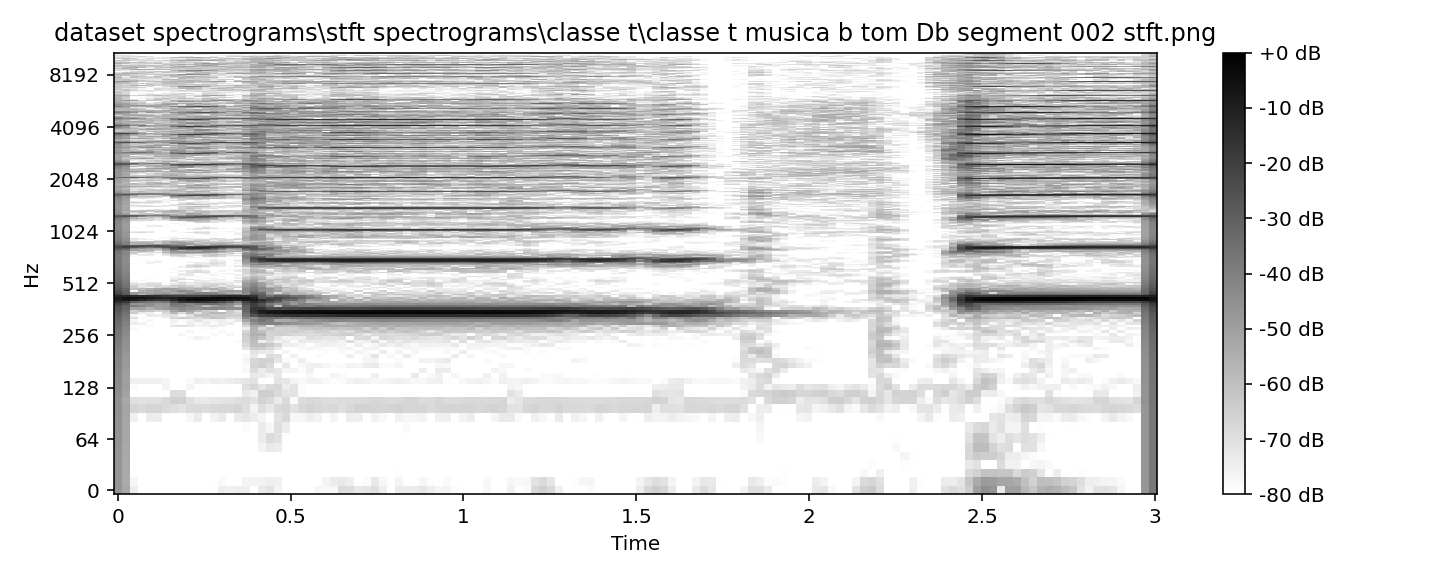 dataset spectrograms\stft spectrograms\classe t\classe t musica b tom Db segment 002 stft.png
Hz
8192
4096
2048
1024
512
256
128
64
0
0
0.5
1
1.5
2
2.5
3
Time
+0 dB
-10 dB
-20 dB
-30 dB
-40 dB
-50 dB
-60 dB
-70 dB
-80 dB